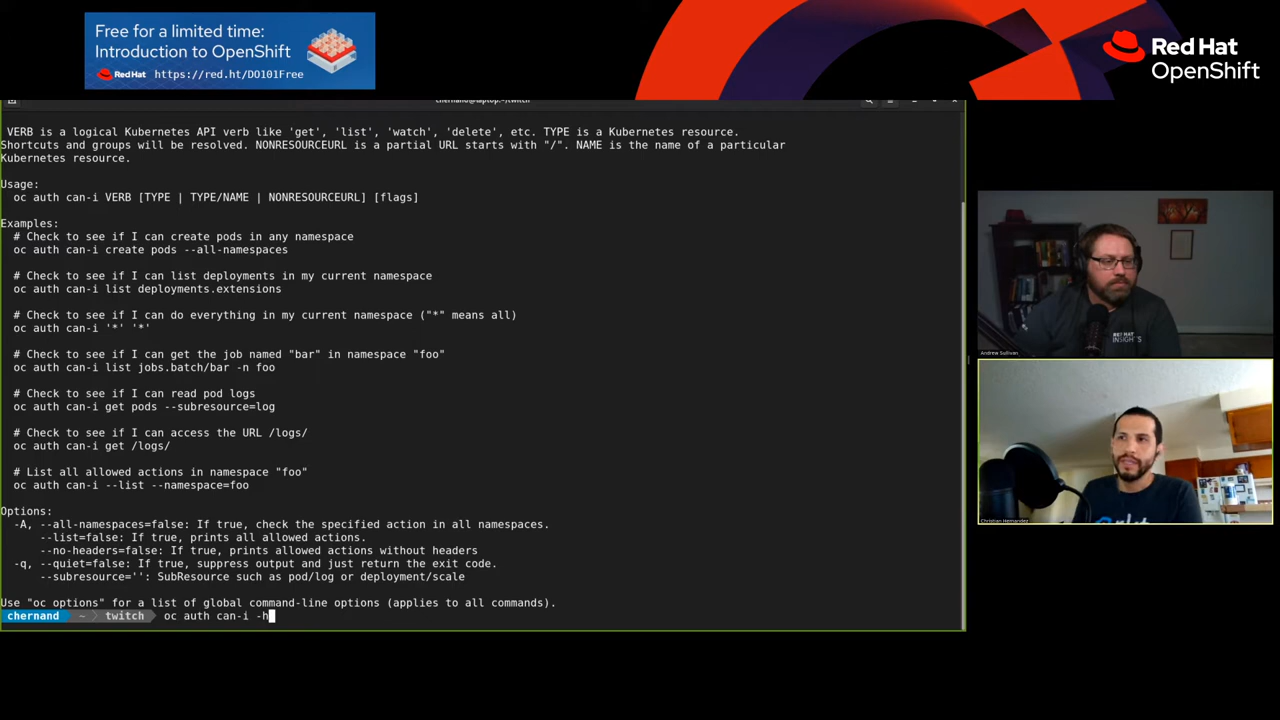 Free for a limited time:
Introduction to OpenShift
Red Hat https://red.ht/DO101Free
Red Hat
OpenShift
chernand@laptop:~/twitch
VERB is a logical Kubernetes API verb like 'get', 'list', 'watch', 'delete', etc. TYPE is a Kubernetes resource.
Shortcuts and groups will be resolved. NONRESOURCEURL is a partial URL starts with "/". NAME is the name of a particular
Kubernetes resource.
Usage:
oc auth can-i VERB [TYPE | TYPE/NAME | NONRESOURCEURL] [flags]
Examples:
# Check to see if I can create pods in any namespace
oc auth can-i create pods --all-namespaces
# Check to see if I can list deployments in my current namespace
oc auth can-i list deployments.extensions
# Check to see if I can do everything in my current namespace ("*" means all)
oc auth can-i '*' '*'
# Check to see if I can get the job named "bar" in namespace "foo"
oc auth can-i list jobs.batch/bar -n foo
# Check to see if I can read pod logs
oc auth can-i get pods --subresource=log
# Check to see if I can access the URL /logs/
oc auth can-i get /logs/
# List all allowed actions in namespace "foo"
oc auth can-i --list --namespace=foo
Options:
-A, --all-namespaces=false: If true, check the specified action in all namespaces.
--list=false: If true, prints all allowed actions.
--no-headers=false: If true, prints allowed actions without headers
-q, --quiet=false: If true, suppress output and just return the exit code.
--subresource='': SubResource such as pod/log or deployment/scale
Use "oc options" for a list of global command-line options (applies to all commands).
chernand ~ twitch oc auth can-i -h
RED HAT
INSIGHTS
Andrew Sullivan
Christian Hernandez